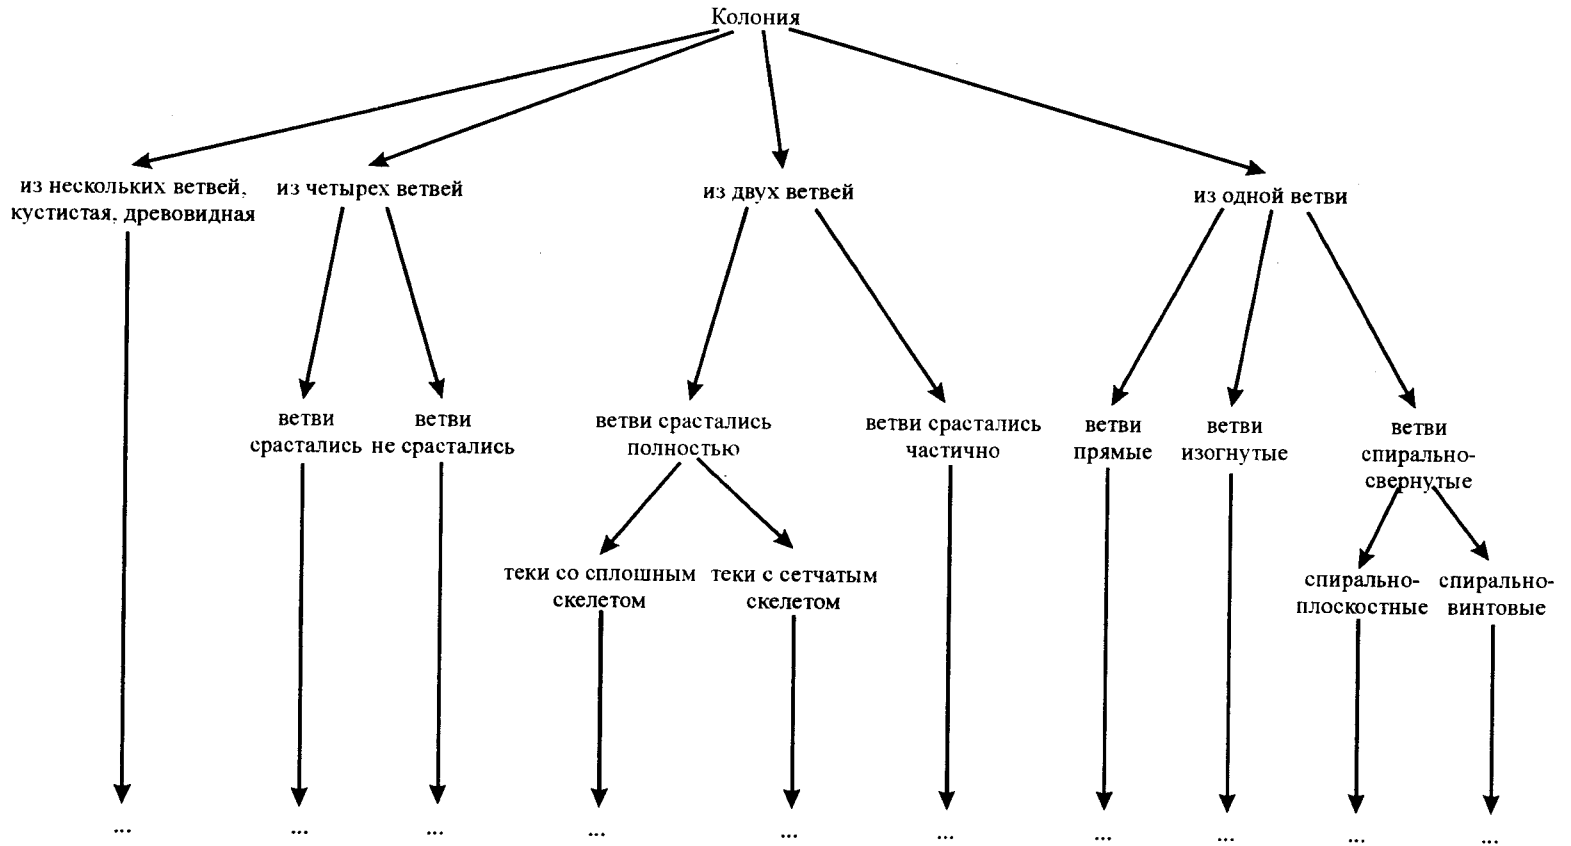 Колония
из нескольких ветвей,
кустистая, древовидная
из четырех ветвей
из двух ветвей
из одной ветви
ветви
срастались
ветви
не срастались
ветви срастались
полностью
ветви срастались
частично
ветви
прямые
ветви
изогнутые
ветви
спирально-
свернутые
теки со сплошным
скелетом
теки с сетчатым
скелетом
спирально-
плоскостные
спирально-
винтовые
... ... ... ... ... ... ... ... ... ...